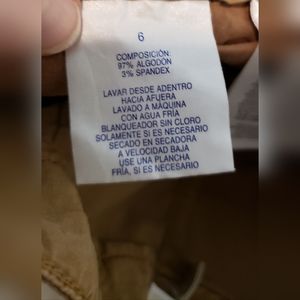 6
COMPOSICIÓN:
97% ALGODÓN
3% SPANDEX
LAVAR DESDE ADENTRO
HACIA AFUERA
LAVADO A MAQUINA
CON AGUA FRÍA
BLANQUEADOR SIN CLORO
SOLAMENTE SI ES NECESARIO
SECADO EN SECADORA
A VELOCIDAD BAJA
USE UNA PLANCHA
FRÍA, SI ES NECESARIO